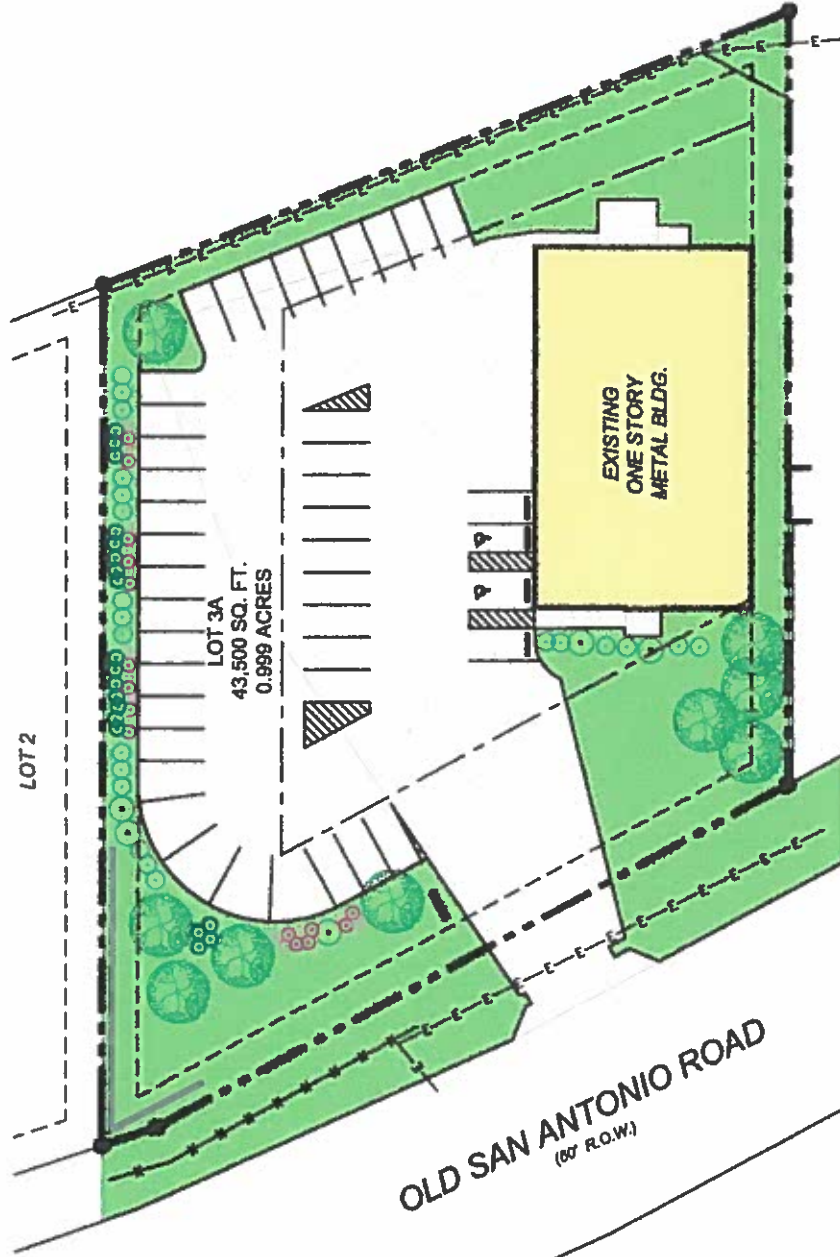 LOT 2
LOT 3A
43,500 SQ. FT.
0.999 ACRES
EXISTING
ONE STORY
METAL BLDG.
OLD SAN ANTONIO ROAD
(60' R.O.W.)